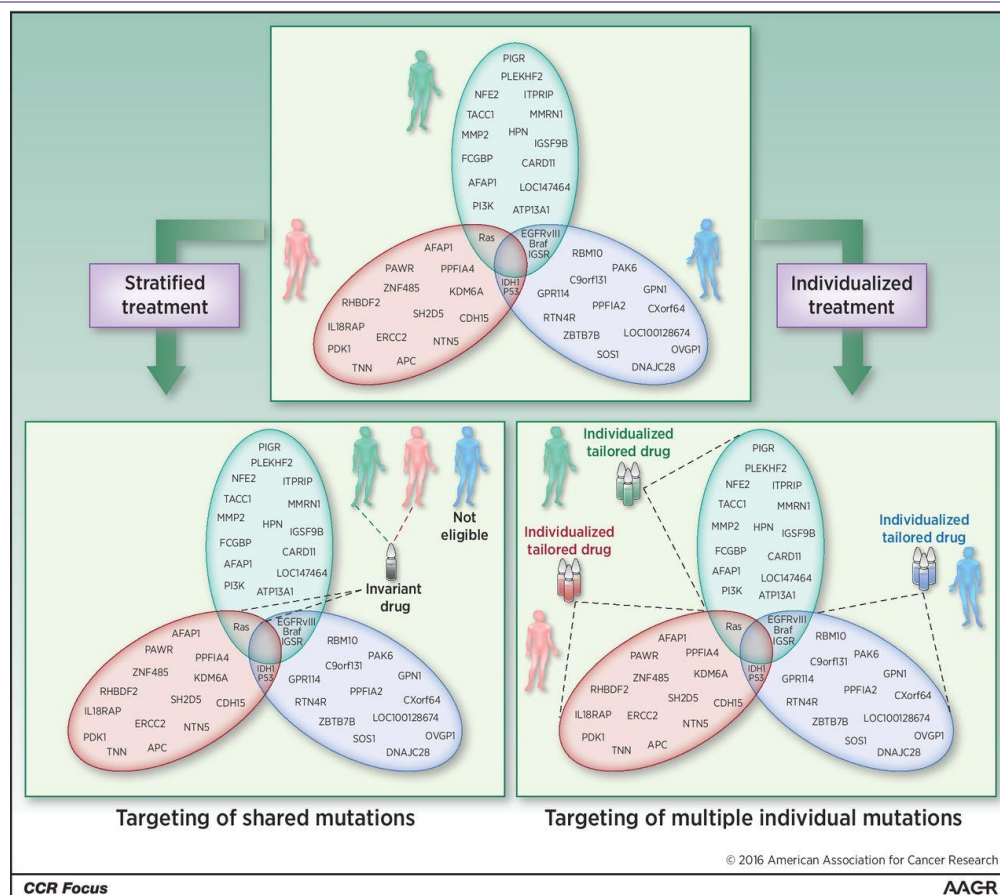 PIGR
PLEKHF2
NFE2 ITPRIP
TACC1 MMRN1
MMP2 HPN
IGSF9B
FCGBP CARD11
AFAP1 LOC147464
PI3K ATP13A1
Ras EGFRvIII
Braf
IGSR
IDH1
P53
AFAP1
PAWR PPFIA4
ZNF485 KDM6A
RHBDF2
SH2D5 CDH15
IL18RAP
ERCC2 NTN5
PDK1
TNN APC
RBM10
PAK6
C9orf131
GPN1
GPR114
PPFIA2 CXorf64
RTN4R
ZBTB7B LOC100128674
SOS1 OVGP1
DNAJC28
Stratified
treatment
Individualized
treatment
PIGR
PLEKHF2
NFE2 ITPRIP
TACC1 MMRN1
MMP2 HPN
IGSF9B
FCGBP CARD11
AFAP1 LOC147464
PI3K ATP13A1
Ras EGFRvIII
Braf
IGSR
IDH1
P53
AFAP1
PAWR PPFIA4
ZNF485 KDM6A
RHBDF2
SH2D5 CDH15
IL18RAP
ERCC2 NTN5
PDK1
TNN APC
RBM10
PAK6
C9orf131
GPN1
GPR114
PPFIA2 CXorf64
RTN4R
ZBTB7B LOC100128674
SOS1 OVGP1
DNAJC28
Not
eligible
Invariant
drug
Targeting of shared mutations
Individualized
tailored drug
Individualized
tailored drug
Individualized
tailored drug
PIGR
PLEKHF2
NFE2 ITPRIP
TACC1 MMRN1
MMP2 HPN
IGSF9B
FCGBP CARD11
AFAP1 LOC147464
PI3K ATP13A1
Ras EGFRvIII
Braf
IGSR
IDH1
P53
AFAP1
PAWR PPFIA4
ZNF485 KDM6A
RHBDF2
SH2D5 CDH15
IL18RAP
ERCC2 NTN5
PDK1
TNN APC
RBM10
PAK6
C9orf131
GPN1
GPR114
PPFIA2 CXorf64
RTN4R
ZBTB7B LOC100128674
SOS1 OVGP1
DNAJC28
Targeting of multiple individual mutations
© 2016 American Association for Cancer Research
CCR Focus
AACR